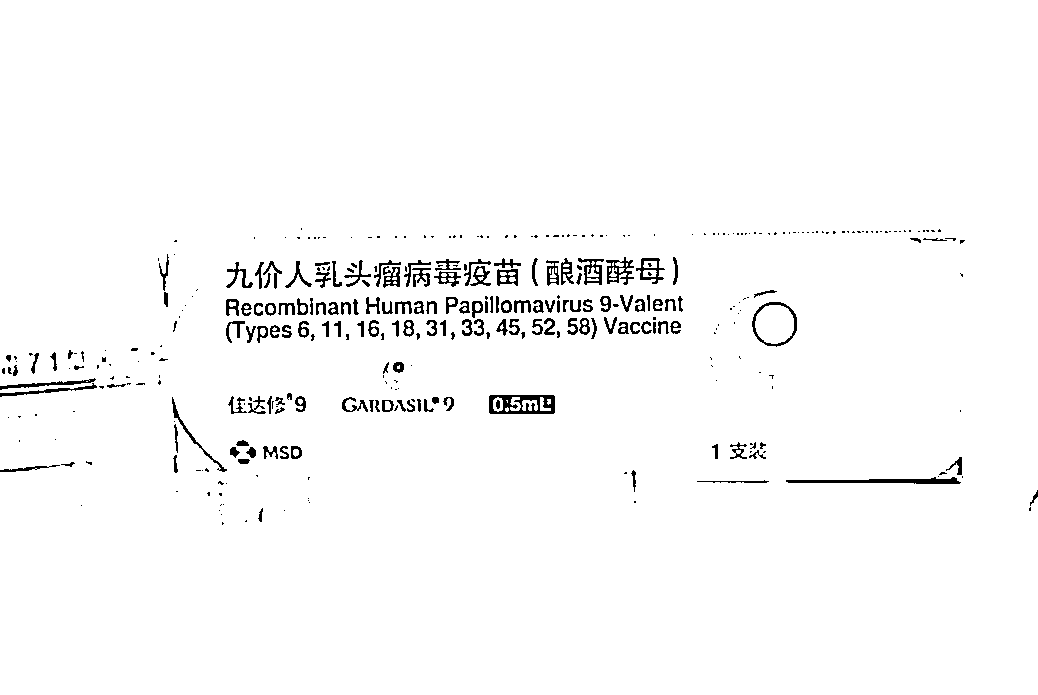 九价人乳头瘤病毒疫苗（酿酒酵母）
Recombinant Human Papillomavirus 9-Valent
(Types 6, 11, 16, 18, 31, 33, 45, 52, 58) Vaccine
佳达修®9 GARDASIL®9 0.5mL
MSD 1 支装